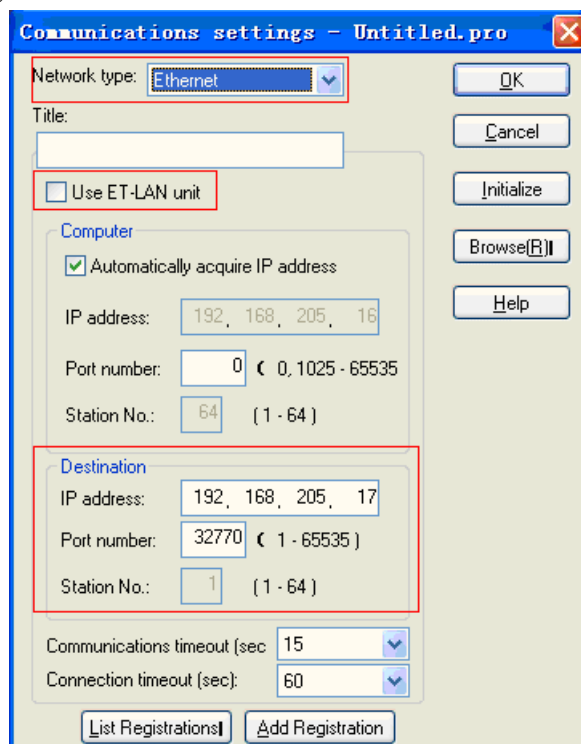 Communications settings - Untitled.pro
Network type: Ethernet
OK
Title:
Cancel
Use ET-LAN unit
Initialize
Computer
Browse(R)
Automatically acquire IP address
Help
IP address: 192, 168, 205, 16
Port number: 0 ( 0, 1025 - 65535
Station No.: 64 ( 1 - 64 )
Destination
IP address: 192, 168, 205, 17
Port number: 32770 ( 1 - 65535 )
Station No.: 1 ( 1 - 64 )
Communications timeout (sec 15
Connection timeout (sec): 60
List Registrations
Add Registration